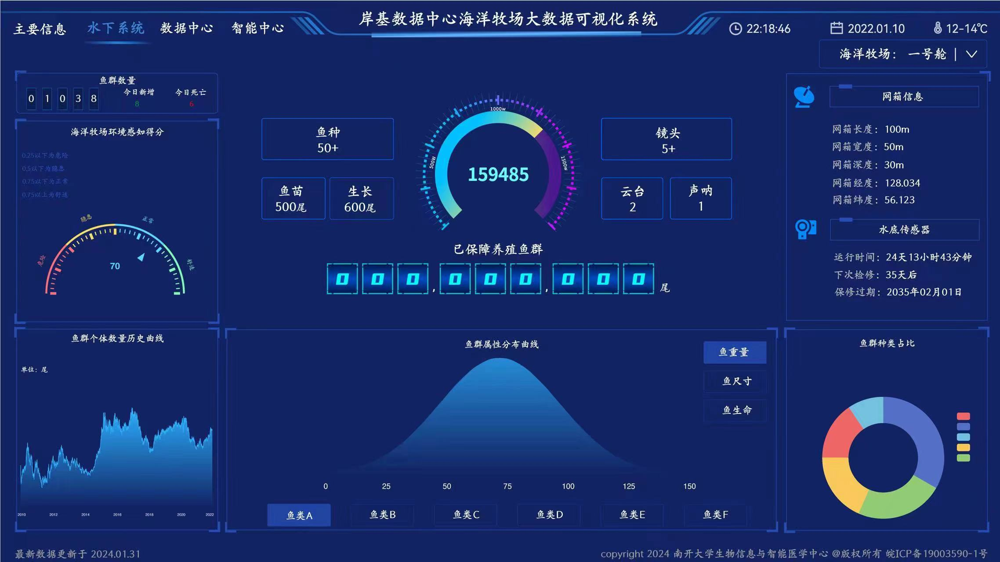 岸基数据中心海洋牧场大数据可视化系统
主要信息 水下系统 数据中心 智能中心
22:18:46 2022.01.10 12-14℃
海洋牧场： 一号舱 |
鱼群数量
0 1 0 3 8
今日新增 今日死亡
8 6
海洋牧场环境感知得分
0.25以下为危险
0.5以下为隐患
0.75以下为正常
0.75以上为舒适
危险 隐患 正常 舒适
70
鱼种
50+
鱼苗
500尾
生长
600尾
500w 1000w 1500w
159485
镜头
5+
云台
2
声呐
1
已保障养殖鱼群
000,000,000 尾
网箱信息
网箱长度： 100m
网箱宽度： 50m
网箱深度： 30m
网箱经度： 128.034
网箱纬度： 56.123
水底传感器
运行时间： 24天13小时43分钟
下次检修： 35天后
保修过期： 2035年02月01日
鱼群个体数量历史曲线
单位：尾
2010 2012 2014 2016 2018 2020 2022
鱼群属性分布曲线
鱼重量
鱼尺寸
鱼生命
0 25 50 75 100 125 150
鱼类A 鱼类B 鱼类C 鱼类D 鱼类E 鱼类F
鱼群种类占比
最新数据更新于 2024.01.31
copyright 2024 南开大学生物信息与智能医学中心 @版权所有 皖ICP备19003590-1号